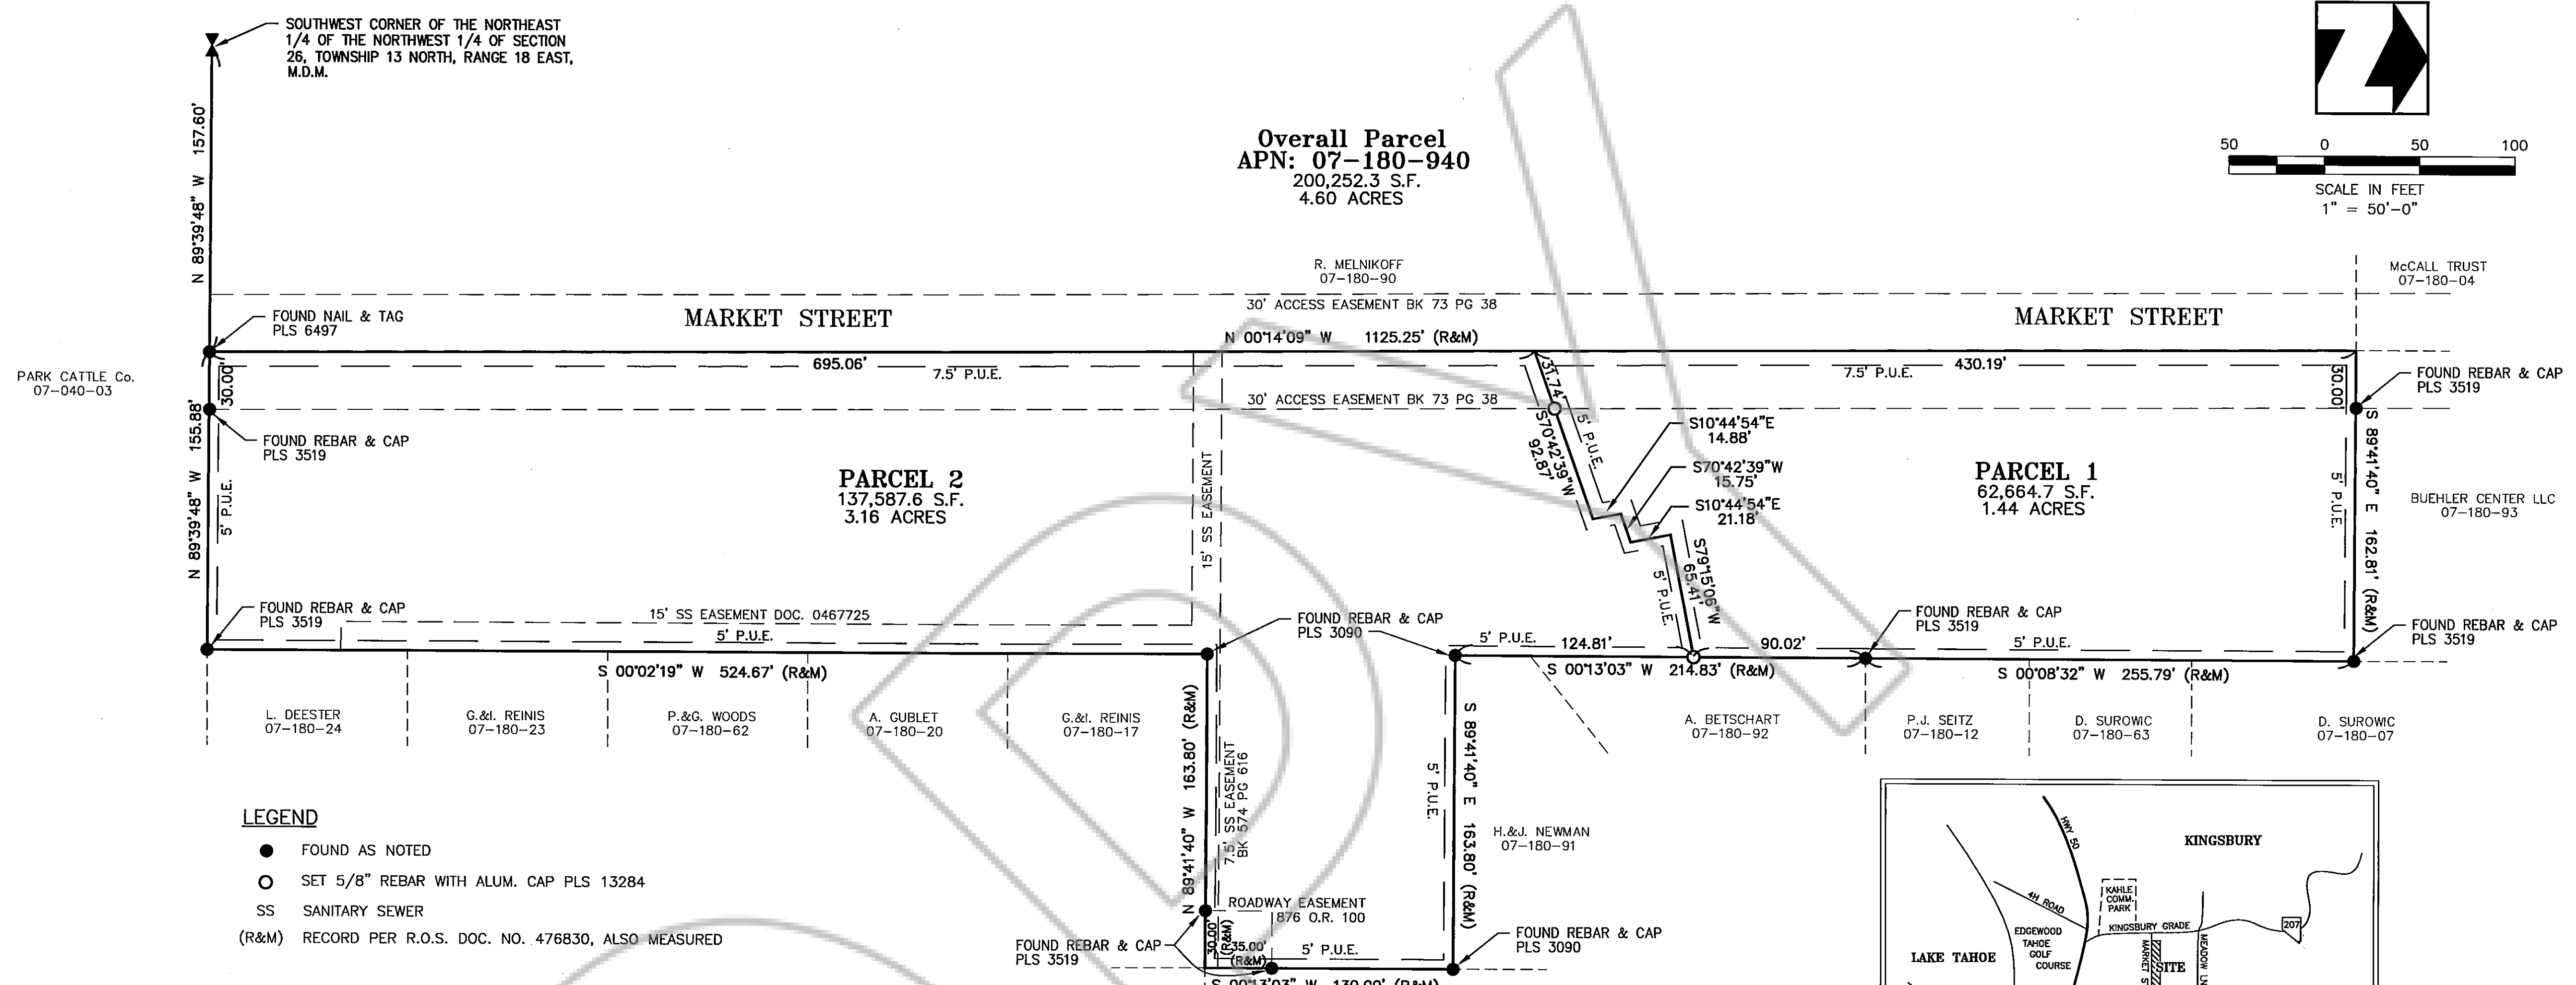 SOUTHWEST CORNER OF THE NORTHEAST
1/4 OF THE NORTHWEST 1/4 OF SECTION
26, TOWNSHIP 13 NORTH, RANGE 18 EAST,
M.D.M.
N 89°39'48" W 157.60'
Overall Parcel
APN: 07-180-940
200,252.3 S.F.
4.60 ACRES
Z
50 0 50 100
SCALE IN FEET
1" = 50'-0"
R. MELNIKOFF
07-180-90
McCALL TRUST
07-180-04
30' ACCESS EASEMENT BK 73 PG 38
FOUND NAIL & TAG
PLS 6497
MARKET STREET
MARKET STREET
N 00°14'09" W 1125.25' (R&M)
695.06'
430.19'
7.5' P.U.E.
7.5' P.U.E.
PARK CATTLE Co.
07-040-03
30.00'
31.74'
30.00'
FOUND REBAR & CAP
PLS 3519
30' ACCESS EASEMENT BK 73 PG 38
FOUND REBAR & CAP
PLS 3519
N 89°39'48" W 155.88'
5' P.U.E.
PARCEL 2
137,587.6 S.F.
3.16 ACRES
15' SS EASEMENT
S70°42'39"W
92.87'
5' P.U.E.
S10°44'54"E
14.88'
S70°42'39"W
15.75'
S10°44'54"E
21.18'
S79°15'06"W
65.41'
5' P.U.E.
PARCEL 1
62,664.7 S.F.
1.44 ACRES
5' P.U.E.
S 89°41'40" E 162.81' (R&M)
BUEHLER CENTER LLC
07-180-93
FOUND REBAR & CAP
PLS 3519
15' SS EASEMENT DOC. 0467725
5' P.U.E.
FOUND REBAR & CAP
PLS 3090
5' P.U.E.
124.81'
90.02'
FOUND REBAR & CAP
PLS 3519
5' P.U.E.
FOUND REBAR & CAP
PLS 3519
S 00°02'19" W 524.67' (R&M)
S 00°13'03" W 214.83' (R&M)
S 00°08'32" W 255.79' (R&M)
L. DEESTER
07-180-24
G.&I. REINIS
07-180-23
P.&G. WOODS
07-180-62
A. GUBLET
07-180-20
G.&I. REINIS
07-180-17
A. BETSCHART
07-180-92
P.J. SEITZ
07-180-12
D. SUROWIC
07-180-63
D. SUROWIC
07-180-07
N 89°41'40" W 163.80' (R&M)
7.5' SS EASEMENT
BK 574 PG 616
5' P.U.E.
S 89°41'40" E 163.80' (R&M)
H.&J. NEWMAN
07-180-91
LEGEND
FOUND AS NOTED
SET 5/8" REBAR WITH ALUM. CAP PLS 13284
SS SANITARY SEWER
(R&M) RECORD PER R.O.S. DOC. NO. 476830, ALSO MEASURED
ROADWAY EASEMENT
876 O.R. 100
30.00'
(R&M)
35.00'
(R&M)
5' P.U.E.
FOUND REBAR & CAP
PLS 3519
FOUND REBAR & CAP
PLS 3090
S 00°13'03" W 130.00' (R&M)
HWY 50
KINGSBURY
4H ROAD
KAHLE
COMM.
PARK
KINGSBURY GRADE
207
EDGEWOOD
TAHOE
GOLF
COURSE
LAKE TAHOE
MARKET S
SITE
MEADOW LN